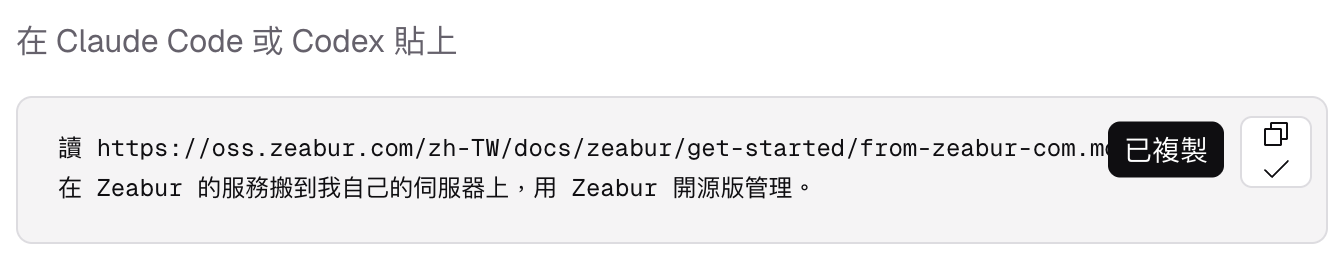 在 Claude Code 或 Codex 貼上
讀 https://oss.zeabur.com/zh-TW/docs/zeabur/get-started/from-zeabur-com.m
已複製
在 Zeabur 的服務搬到我自己的伺服器上，用 Zeabur 開源版管理。